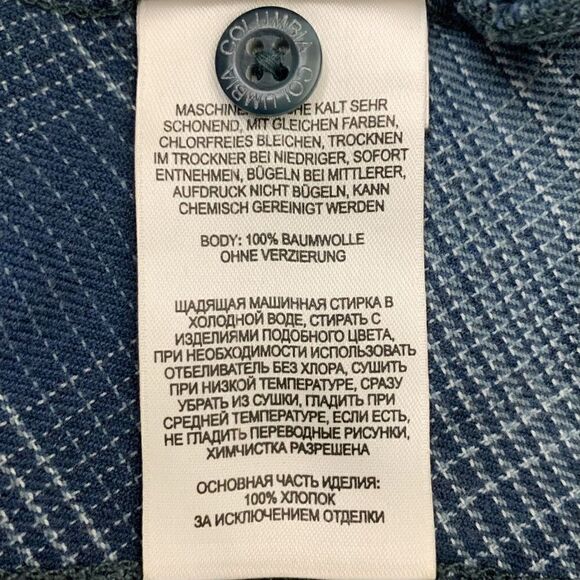 COLUMBIA COLUMBIA
KALT SEHR
SCHONEND, MIT GLEICHEN FARBEN,
CHLORFREIES BLEICHEN, TROCKNEN
IM TROCKNER BEI NIEDRIGER, SOFORT
ENTNEHMEN, BÜGELN BEI MITTLERER,
AUFDRUCK NICHT BÜGELN, KANN
CHEMISCH GEREINIGT WERDEN
BODY: 100% BAUMWOLLE
OHNE VERZIERUNG
ЩАДЯЩАЯ МАШИННАЯ СТИРКА В
ХОЛОДНОЙ ВОДЕ, СТИРАТЬ С
ИЗДЕЛИЯМИ ПОДОБНОГО ЦВЕТА,
ПРИ НЕОБХОДИМОСТИ ИСПОЛЬЗОВАТЬ
ОТБЕЛИВАТЕЛЬ БЕЗ ХЛОРА, СУШИТЬ
ПРИ НИЗКОЙ ТЕМПЕРАТУРЕ, СРАЗУ
УБРАТЬ ИЗ СУШКИ, ГЛАДИТЬ ПРИ
СРЕДНЕЙ ТЕМПЕРАТУРЕ, ЕСЛИ ЕСТЬ,
НЕ ГЛАДИТЬ ПЕРЕВОДНЫЕ РИСУНКИ,
ХИМЧИСТКА РАЗРЕШЕНА
ОСНОВНАЯ ЧАСТЬ ИЗДЕЛИЯ:
100% ХЛОПОК
ЗА ИСКЛЮЧЕНИЕМ ОТДЕЛКИ